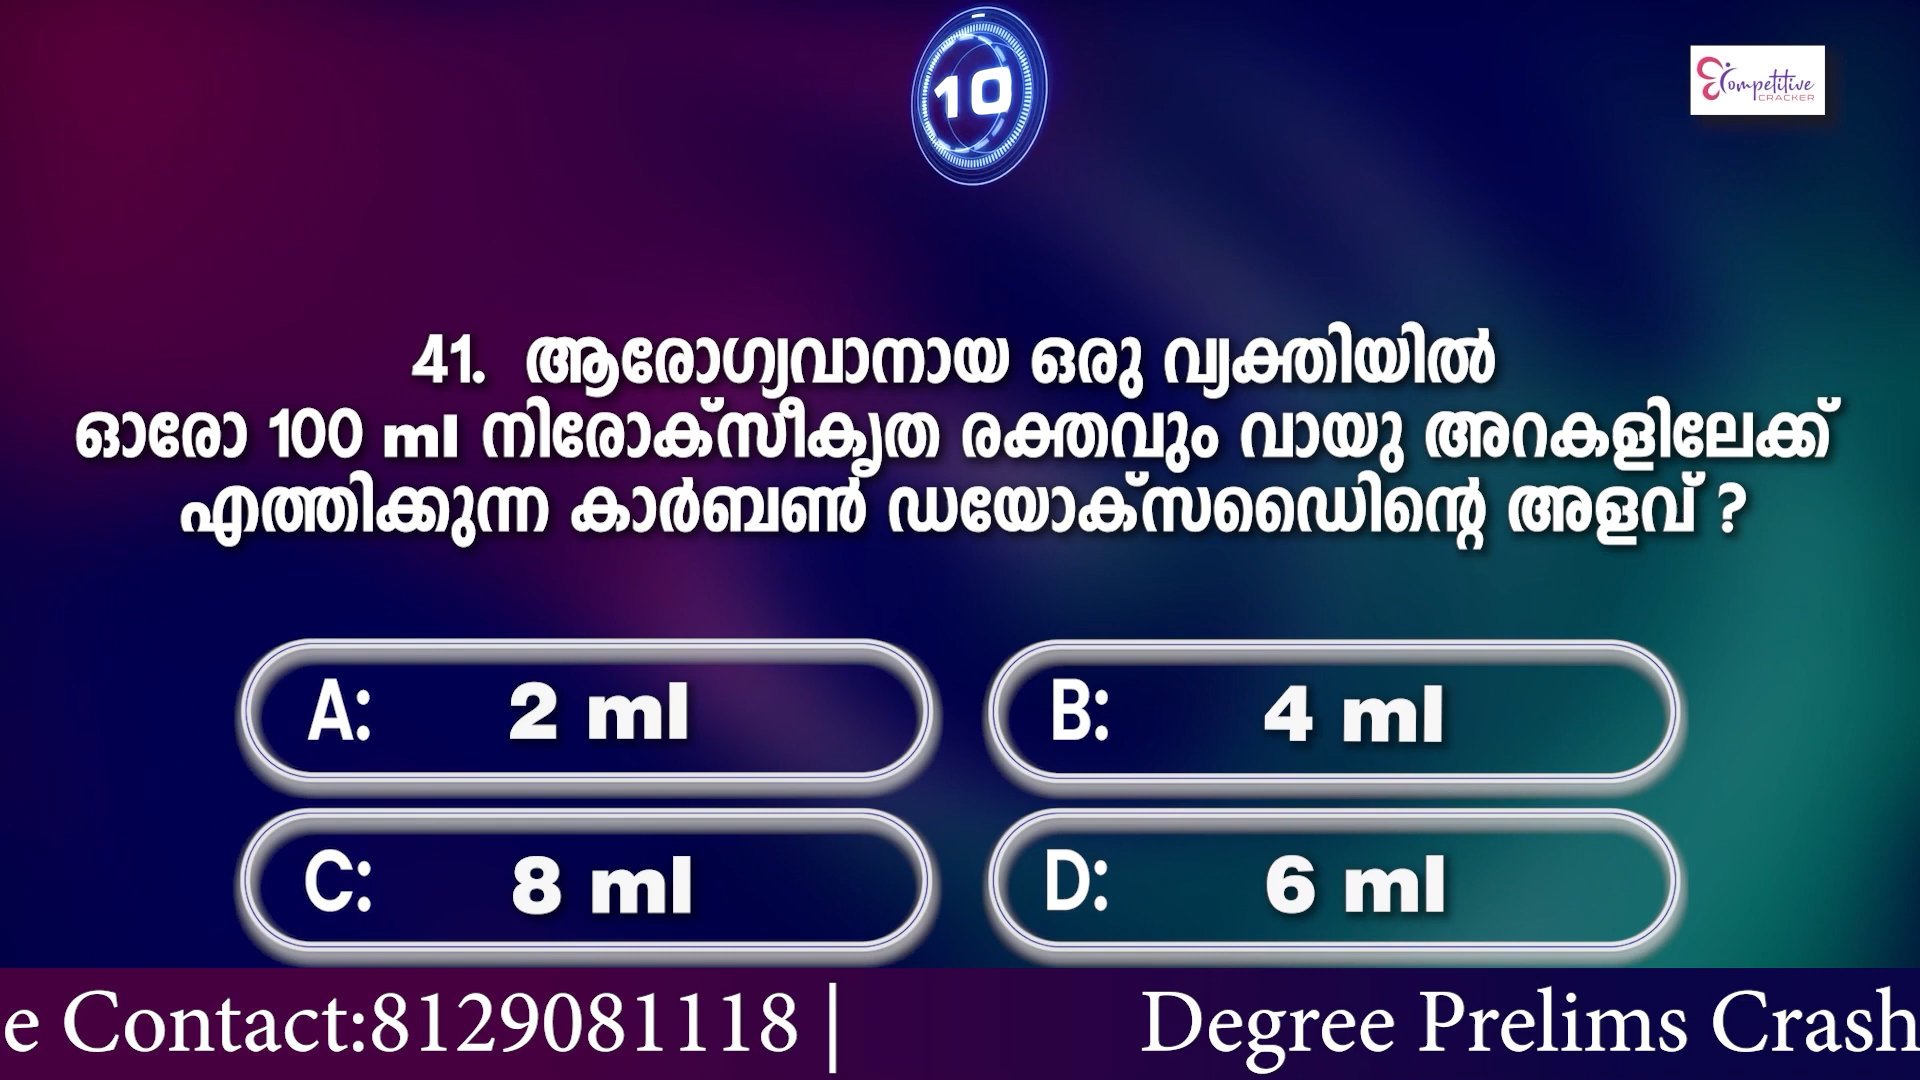 10
Competitive
CRACKER
41. ആരോഗ്യവാനായ ഒരു വ്യക്തിയിൽ
ഓരോ 100 ml നിരോക്സീകൃത രക്തവും വായു അറകളിലേക്ക്
എത്തിക്കുന്ന കാർബൺ ഡയോക്സഡൈിന്റെ അളവ് ?
A: 2 ml
B: 4 ml
C: 8 ml
D: 6 ml
e Contact:8129081118 | Degree Prelims Crash